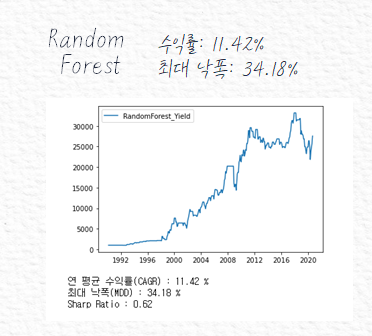 Random
Forest
수익률: 11.42%
최대 낙폭: 34.18%
RandomForest_Yield
30000
25000
20000
15000
10000
5000
0
1992 1996 2000 2004 2008 2012 2016 2020
연 평균 수익률(CAGR) : 11.42 %
최대 낙폭(MDD) : 34.18 %
Sharp Ratio : 0.62